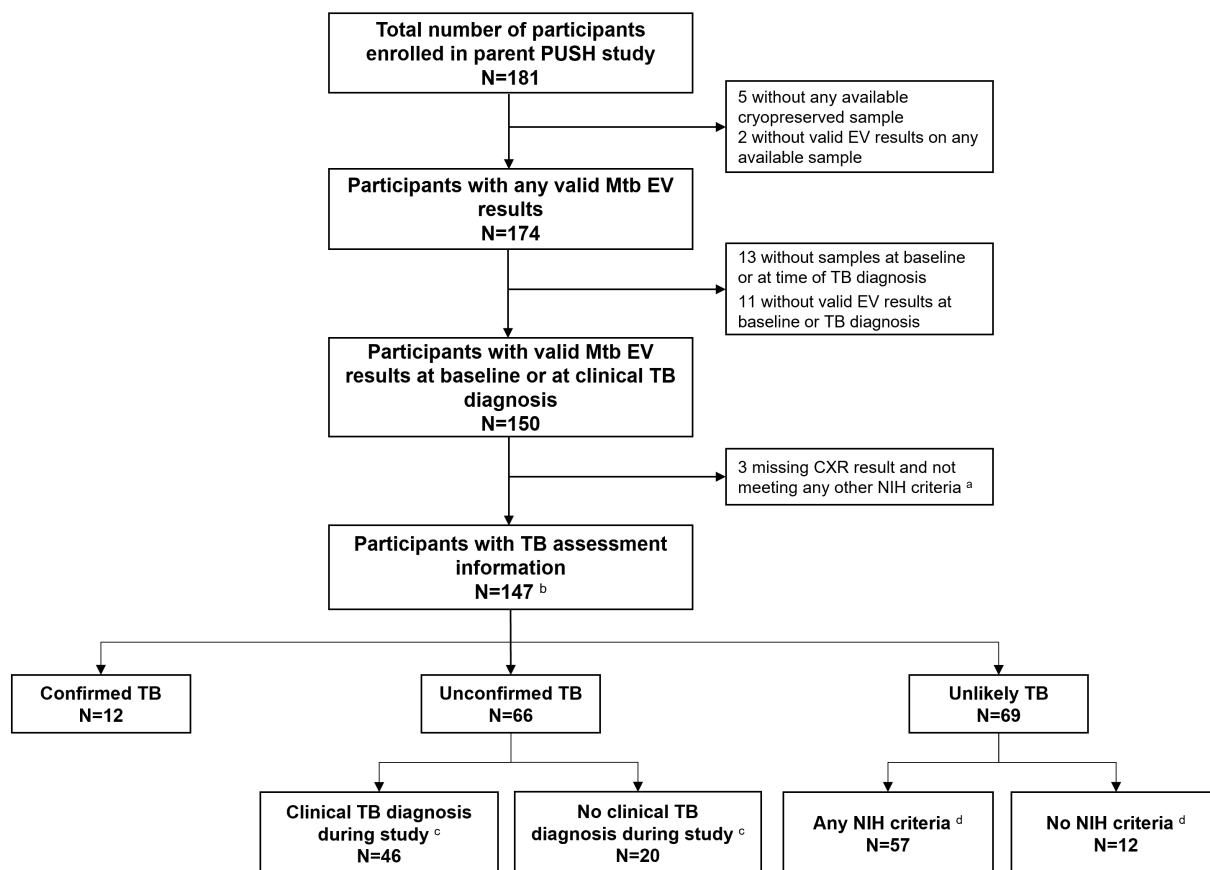 Total number of participants
enrolled in parent PUSH study
N=181
5 without any available
cryopreserved sample
2 without valid EV results on any
available sample
Participants with any valid Mtb EV
results
N=174
13 without samples at baseline
or at time of TB diagnosis
11 without valid EV results at
baseline or TB diagnosis
Participants with valid Mtb EV
results at baseline or at clinical TB
diagnosis
N=150
3 missing CXR result and not
meeting any other NIH criteria a
Participants with TB assessment
information
N=147 b
Confirmed TB
N=12
Unconfirmed TB
N=66
Unlikely TB
N=69
Clinical TB diagnosis
during study c
N=46
No clinical TB
diagnosis during study c
N=20
Any NIH criteria d
N=57
No NIH criteria d
N=12